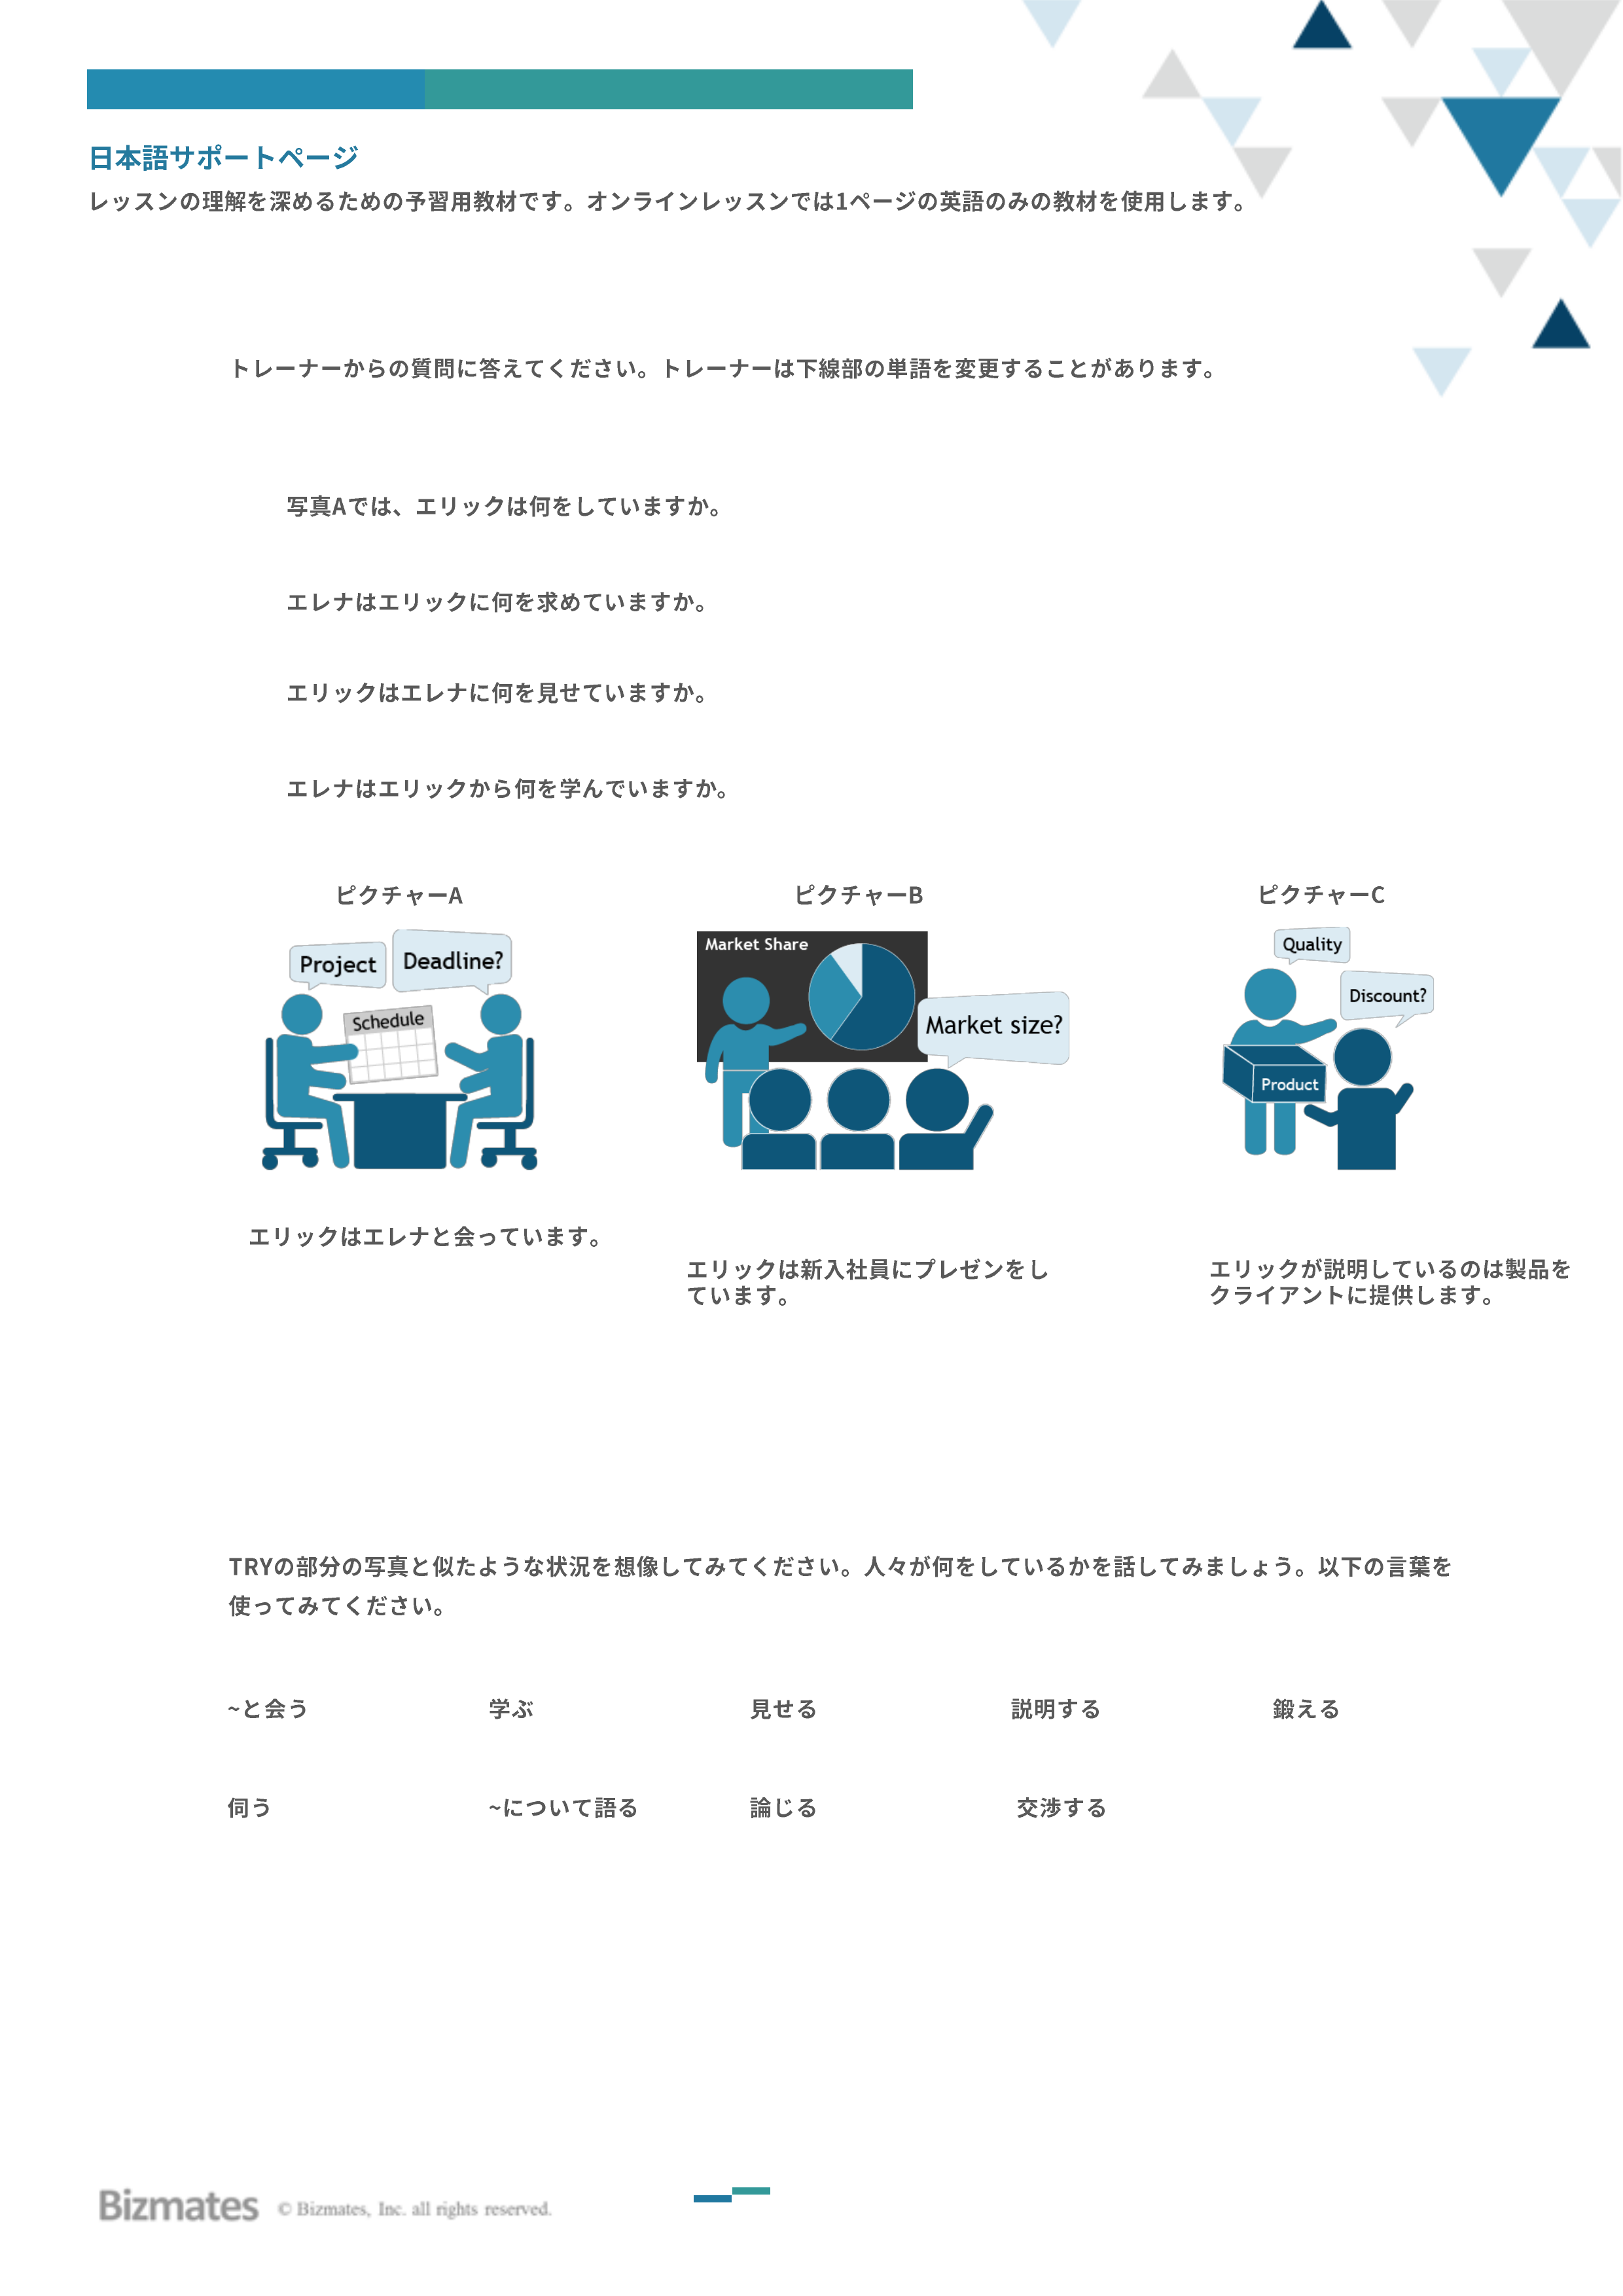 日本語サポートページ
レッスンの理解を深めるための予習用教材です。オンラインレッスンでは1ページの英語のみの教材を使用します。
トレーナーからの質問に答えてください。トレーナーは下線部の単語を変更することがあります。
写真Aでは、エリックは何をしていますか。
エレナはエリックに何を求めていますか。
エリックはエレナに何を見せていますか。
エレナはエリックから何を学んでいますか。
ピクチャーA
ピクチャーB
ピクチャーC
Project
Deadline?
Schedule
Market Share
Market size?
Quality
Discount?
Product
エリックはエレナと会っています。
エリックは新入社員にプレゼンをし
ています。
エリックが説明しているのは製品を
クライアントに提供します。
TRYの部分の写真と似たような状況を想像してみてください。人々が何をしているかを話してみましょう。以下の言葉を
使ってみてください。
~と会う
学ぶ
見せる
説明する
鍛える
伺う
~について語る
論じる
交渉する
Bizmates
© Bizmates, Inc. all rights reserved.